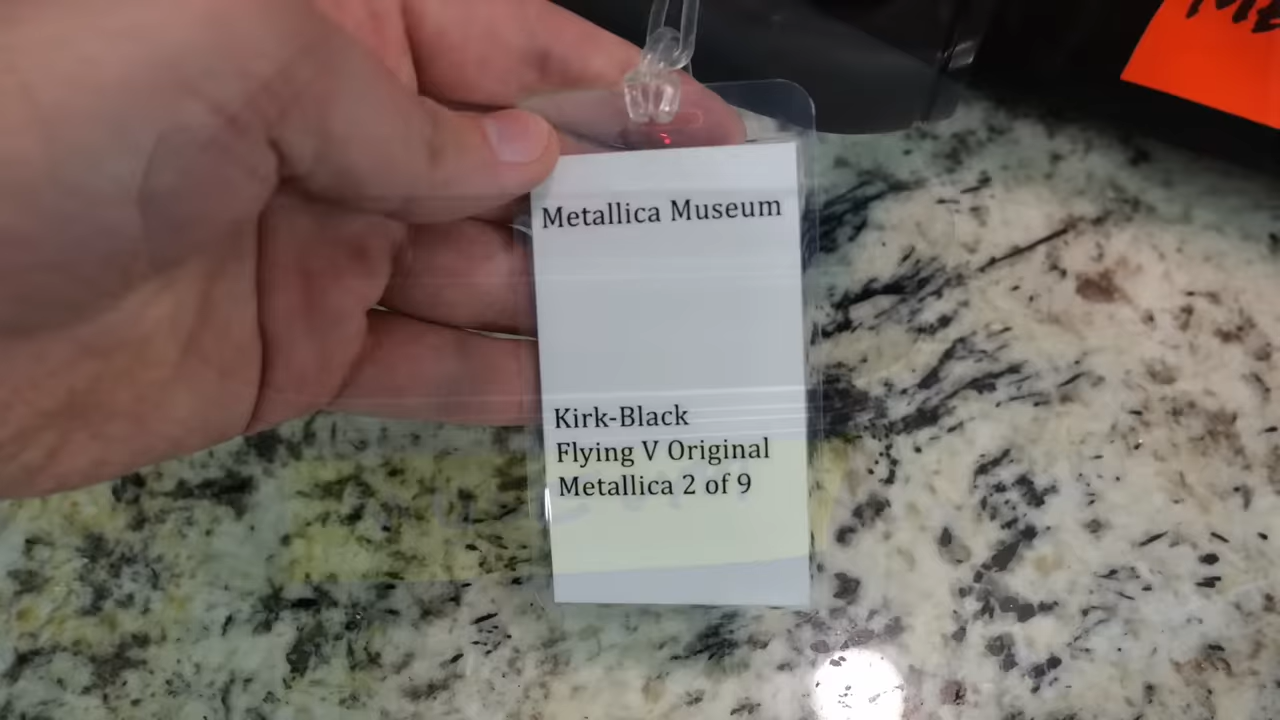 Metallica Museum
Kirk-Black
Flying V Original
Metallica 2 of 9